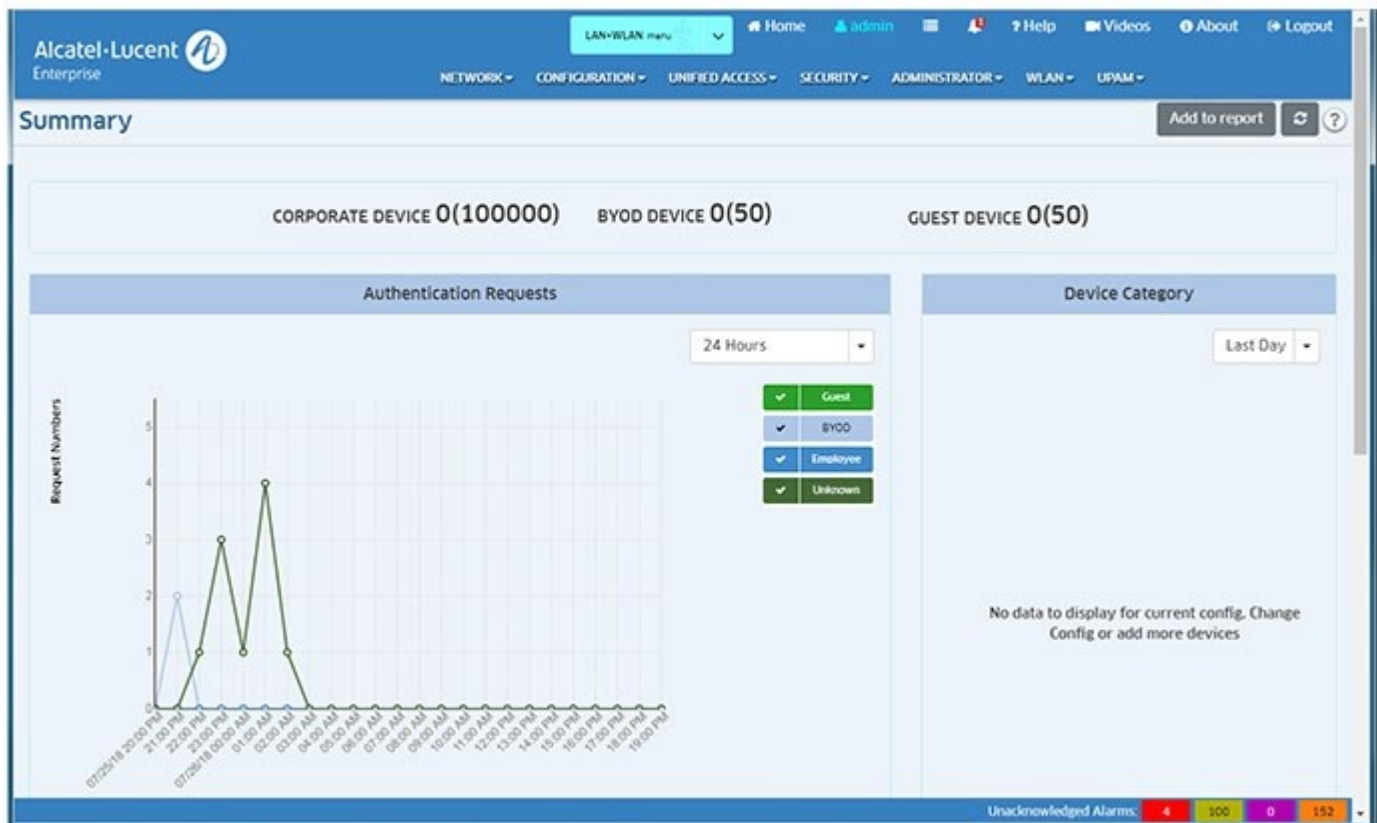 Alcatel·Lucent
Enterprise
LAN+WLAN menu
Home
admin
? Help
Videos
About
Logout
NETWORK
CONFIGURATION
UNIFIED ACCESS
SECURITY
ADMINISTRATOR
WLAN
UPAM
Summary
Add to report
?
CORPORATE DEVICE 0(100000)
BYOD DEVICE 0(50)
GUEST DEVICE 0(50)
Authentication Requests
24 Hours
Guest
BYOD
Employee
Unknown
Request Numbers
5
4
3
2
1
0
07/25/18 20:00 PM
21:00 PM
22:00 PM
23:00 PM
07/26/18 00:00 AM
01:00 AM
02:00 AM
03:00 AM
04:00 AM
05:00 AM
06:00 AM
07:00 AM
08:00 AM
09:00 AM
10:00 AM
11:00 AM
12:00 PM
13:00 PM
14:00 PM
15:00 PM
16:00 PM
17:00 PM
18:00 PM
19:00 PM
Device Category
Last Day
No data to display for current config. Change
Config or add more devices
Unacknowledged Alarms: 4 100 0 152